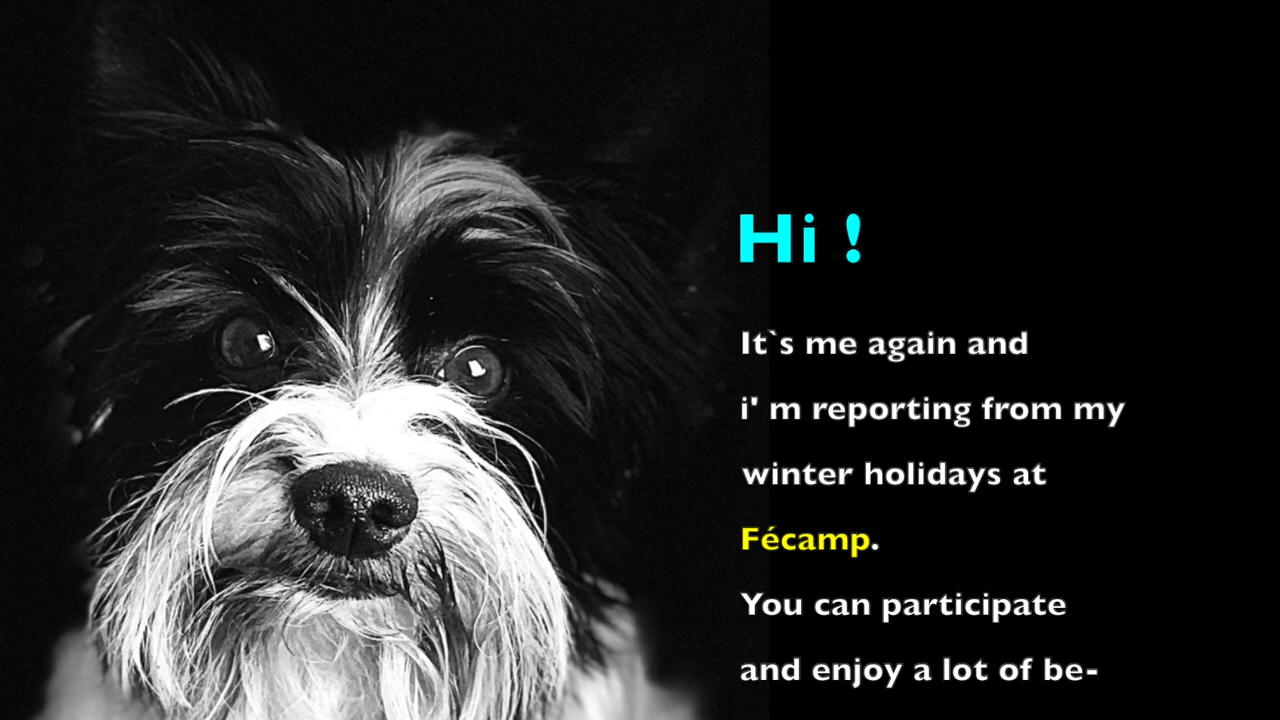 Hi !
It`s me again and
i' m reporting from my
winter holidays at
Fécamp.
You can participate
and enjoy a lot of be-